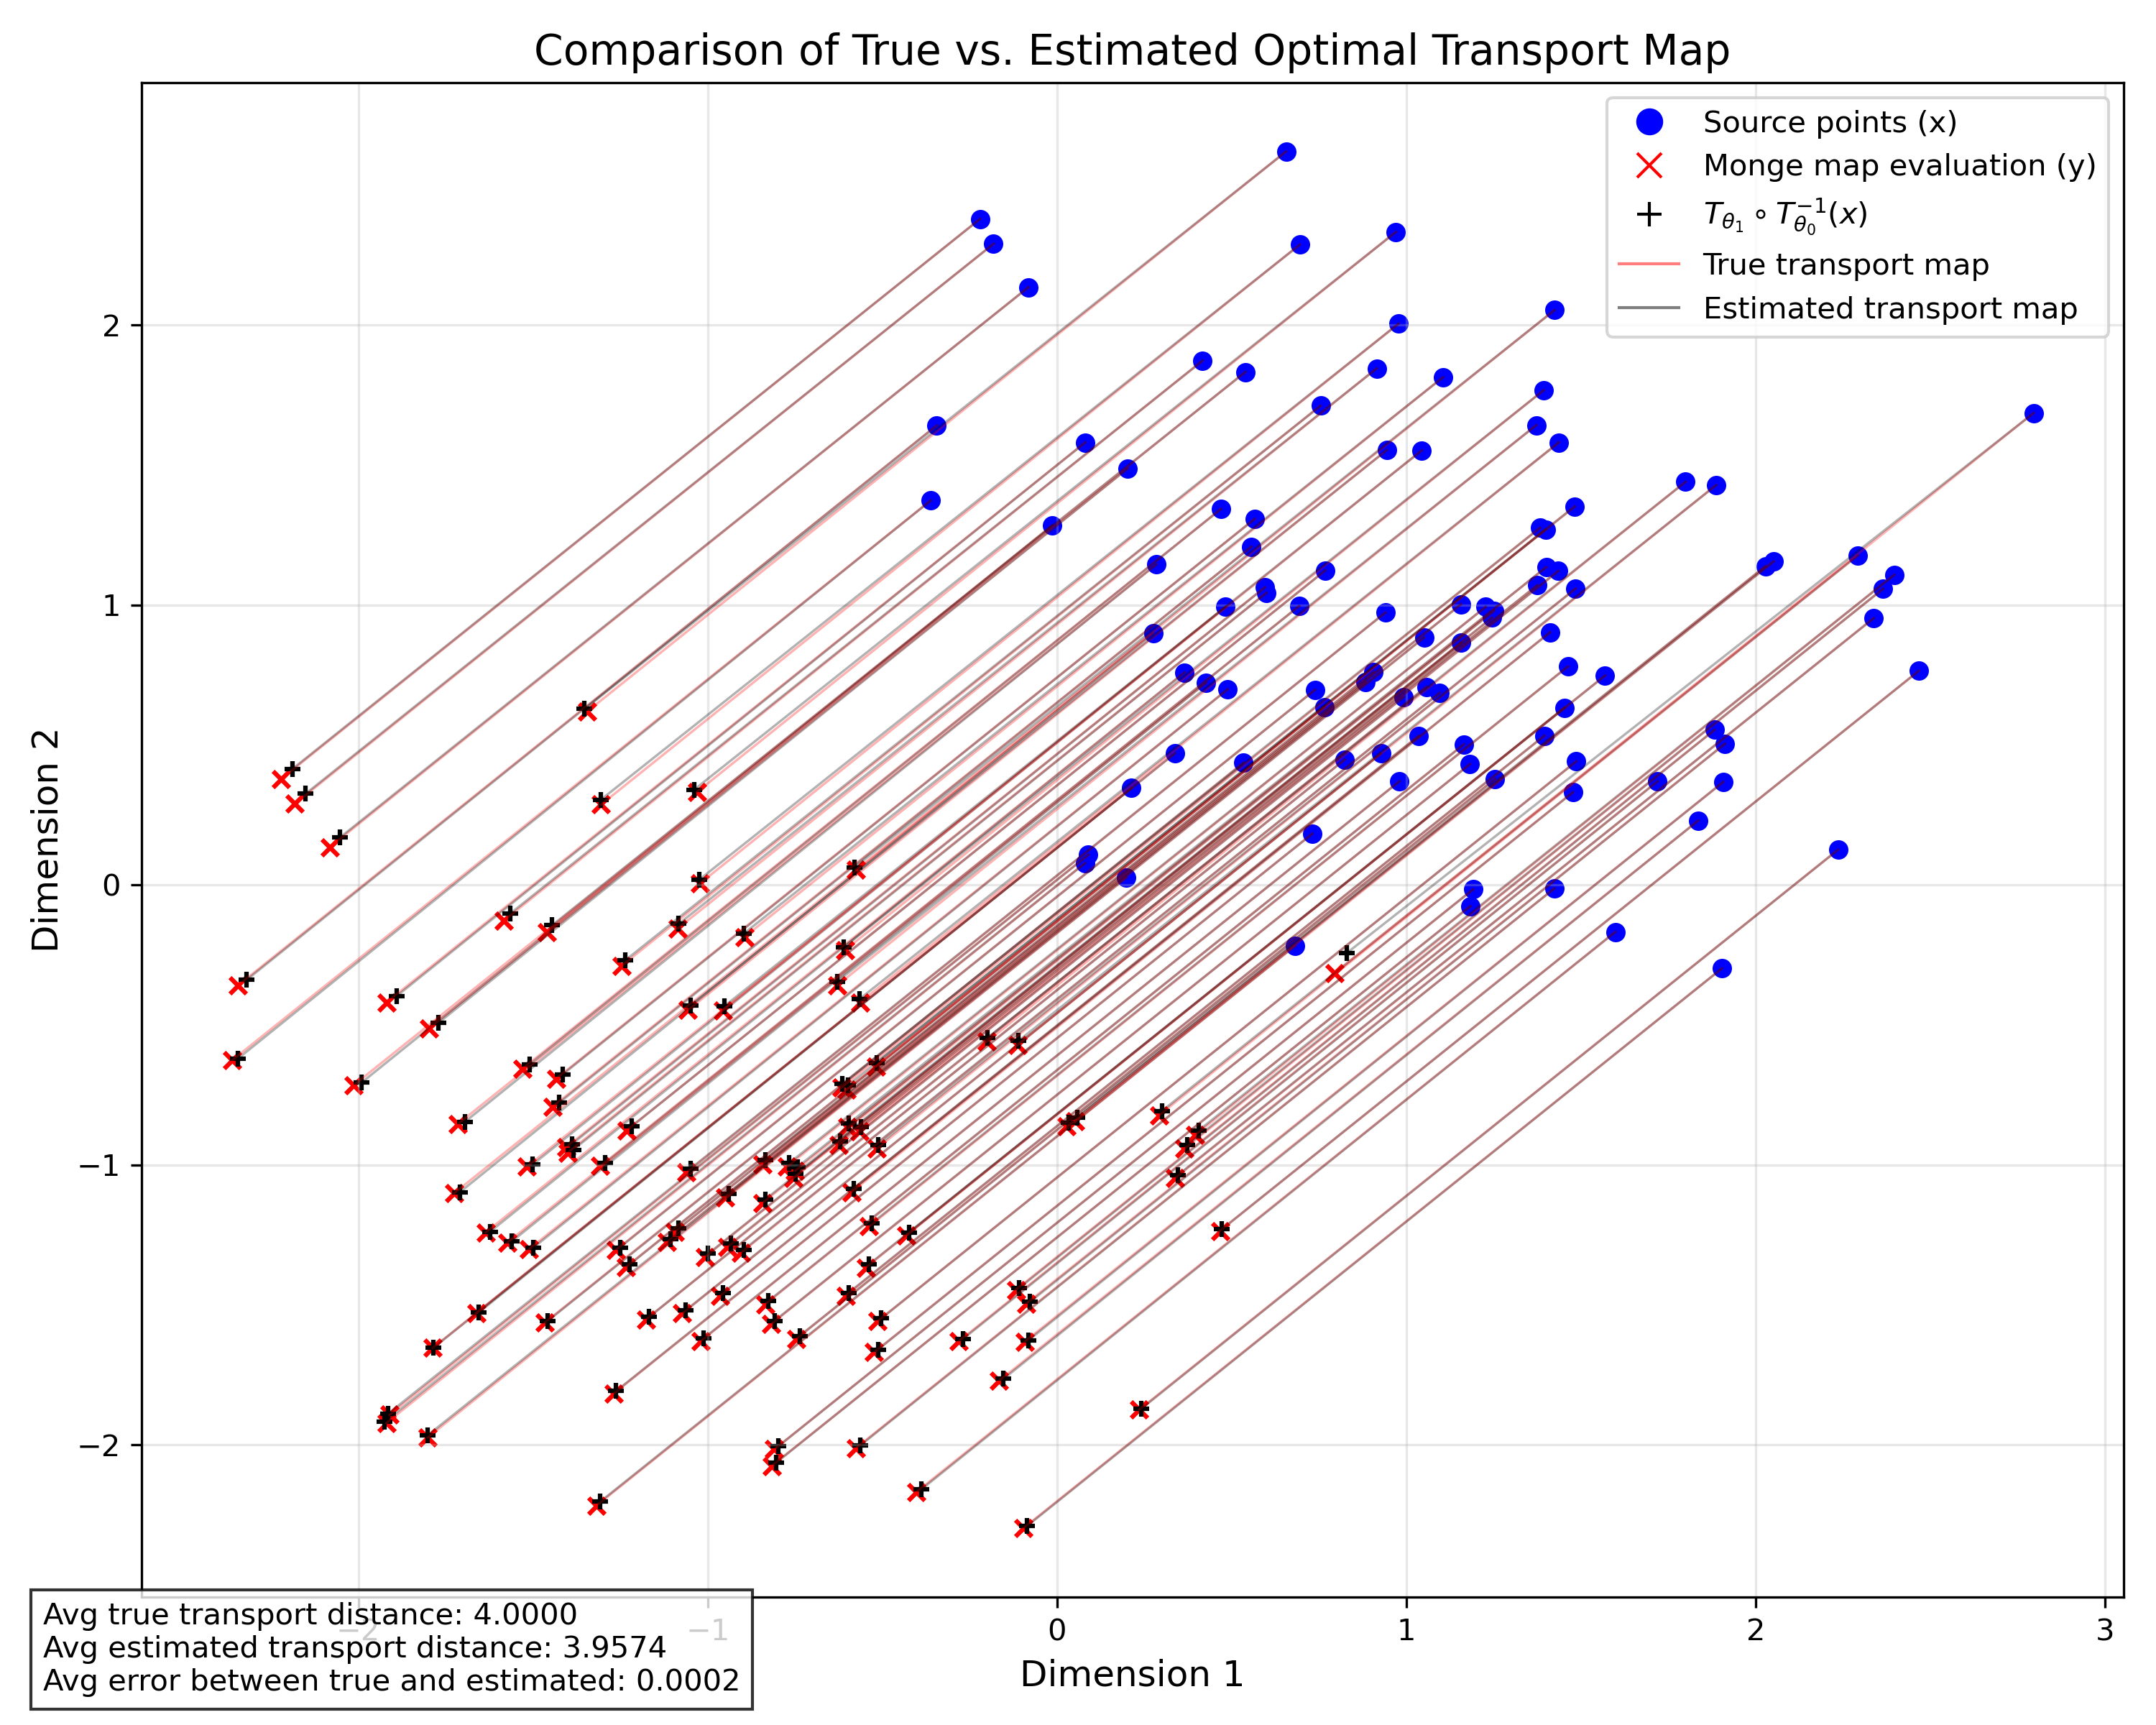 Comparison of True vs. Estimated Optimal Transport Map
Source points (x)
Monge map evaluation (y)
$T_{\theta_1} \circ T_{\theta_0}^{-1}(x)$
True transport map
Estimated transport map
Dimension 2
2
1
0
−1
−2
−2
−1
0
1
2
3
Dimension 1
Avg true transport distance: 4.0000
Avg estimated transport distance: 3.9574
Avg error between true and estimated: 0.0002